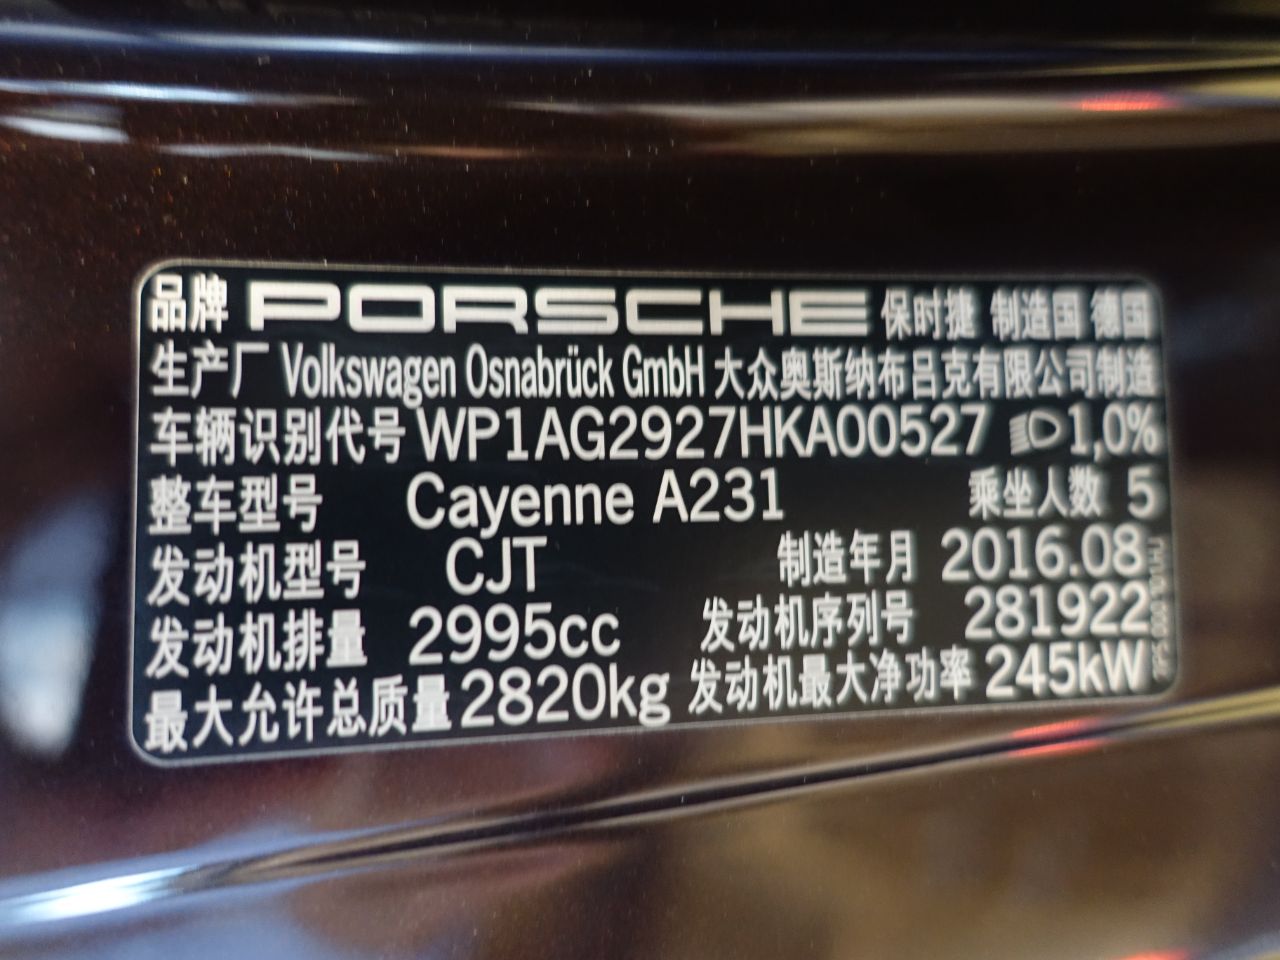 品牌 PORSCHE 保时捷 制造国 德国
生产厂 Volkswagen Osnabrück GmbH 大众奥斯纳布吕克有限公司制造
车辆识别代号 WP1AG2927HKA00527 1,0%
整车型号 Cayenne A231 乘坐人数 5
发动机型号 CJT 制造年月 2016.08
发动机排量 2995cc 发动机序列号 281922
最大允许总质量 2820kg 发动机最大净功率 245kW